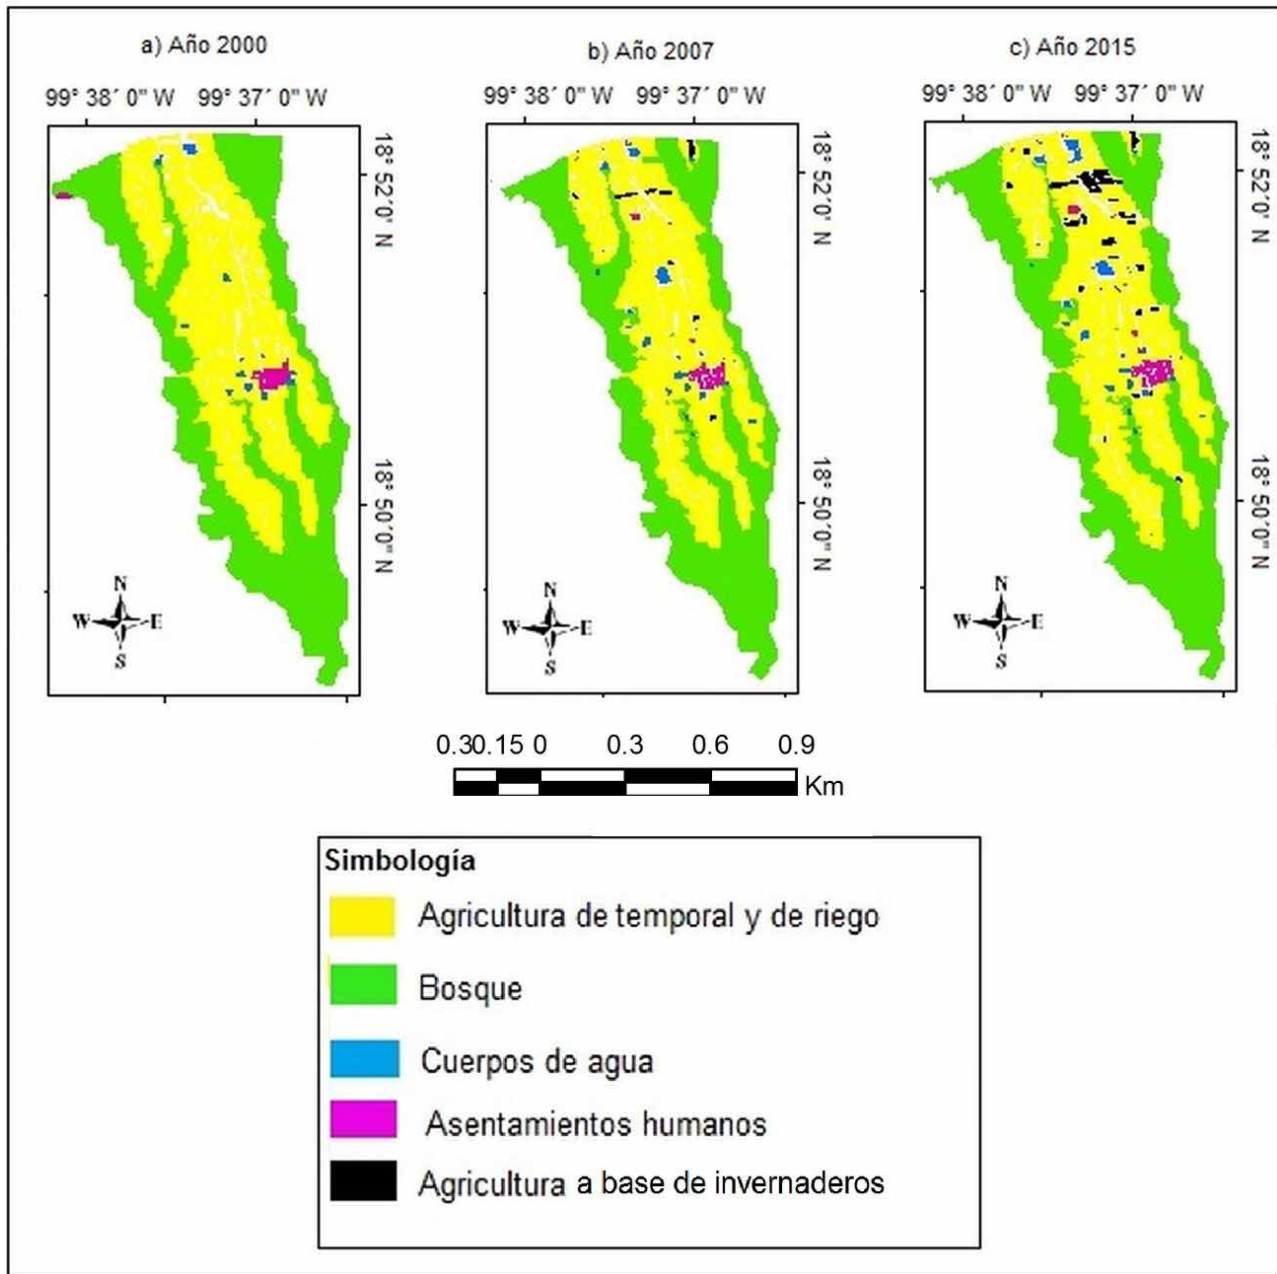 a) Año 2000
99° 38´ 0" W 99° 37´ 0" W
18° 52´0" N
18° 50´0" N
N
W E
S
b) Año 2007
99° 38´ 0" W 99° 37´ 0" W
18° 52´0" N
18° 50´0" N
N
W E
S
c) Año 2015
99° 38´ 0" W 99° 37´ 0" W
18° 52´0" N
18° 50´0" N
N
W E
S
0.30.15 0 0.3 0.6 0.9
Km
Simbología
Agricultura de temporal y de riego
Bosque
Cuerpos de agua
Asentamientos humanos
Agricultura a base de invernaderos